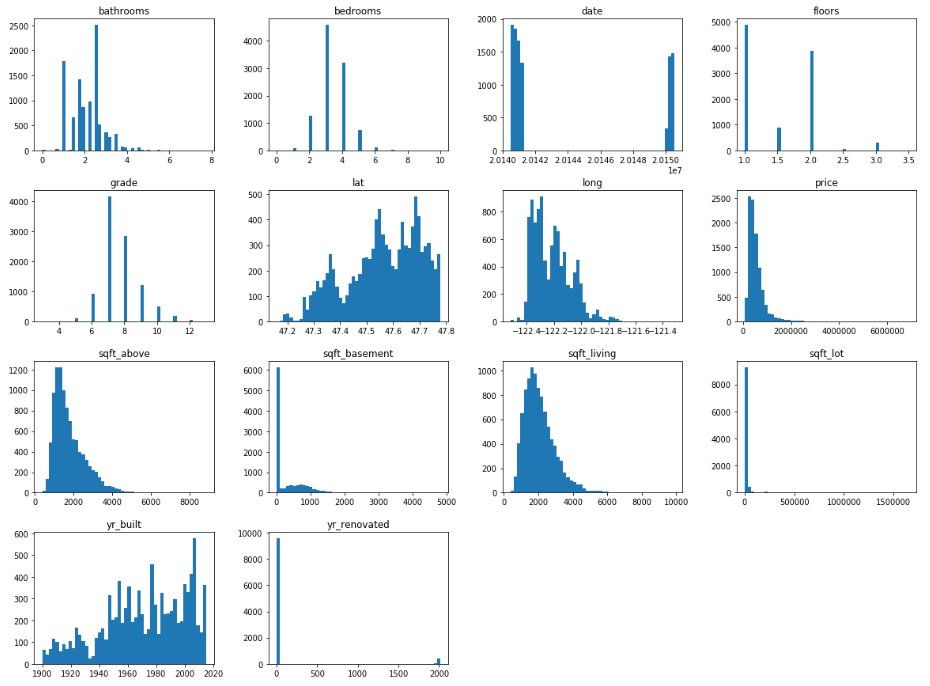 bathrooms
2500
2000
1500
1000
500
0
0 2 4 6 8
bedrooms
4000
3000
2000
1000
0
0 2 4 6 8 10
date
2000
1500
1000
500
0
2.0140 2.0142 2.0144 2.0146 2.0148 2.0150
1e7
floors
5000
4000
3000
2000
1000
0
1.0 1.5 2.0 2.5 3.0 3.5
grade
4000
3000
2000
1000
0
4 6 8 10 12
lat
500
400
300
200
100
0
47.2 47.3 47.4 47.5 47.6 47.7 47.8
long
800
600
400
200
0
−122.4−122.2−122.0−121.8−121.6−121.4
price
2500
2000
1500
1000
500
0
0 2000000 4000000 6000000
sqft_above
1200
1000
800
600
400
200
0
0 2000 4000 6000 8000
sqft_basement
6000
5000
4000
3000
2000
1000
0
0 1000 2000 3000 4000 5000
sqft_living
1000
800
600
400
200
0
0 2000 4000 6000 8000 10000
sqft_lot
8000
6000
4000
2000
0
0 500000 1000000 1500000
yr_built
600
500
400
300
200
100
0
1900 1920 1940 1960 1980 2000 2020
yr_renovated
10000
8000
6000
4000
2000
0
0 500 1000 1500 2000